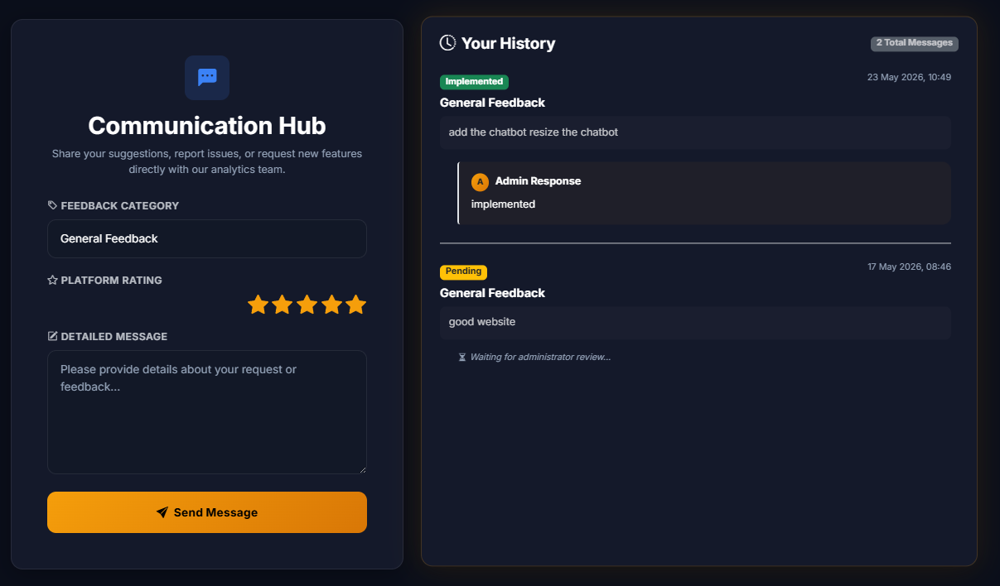 Communication Hub
Share your suggestions, report issues, or request new features
directly with our analytics team.
FEEDBACK CATEGORY
General Feedback
PLATFORM RATING
DETAILED MESSAGE
Please provide details about your request or
feedback...
Send Message
Your History
2 Total Messages
Implemented
23 May 2026, 10:49
General Feedback
add the chatbot resize the chatbot
A
Admin Response
implemented
Pending
17 May 2026, 08:46
General Feedback
good website
Waiting for administrator review...